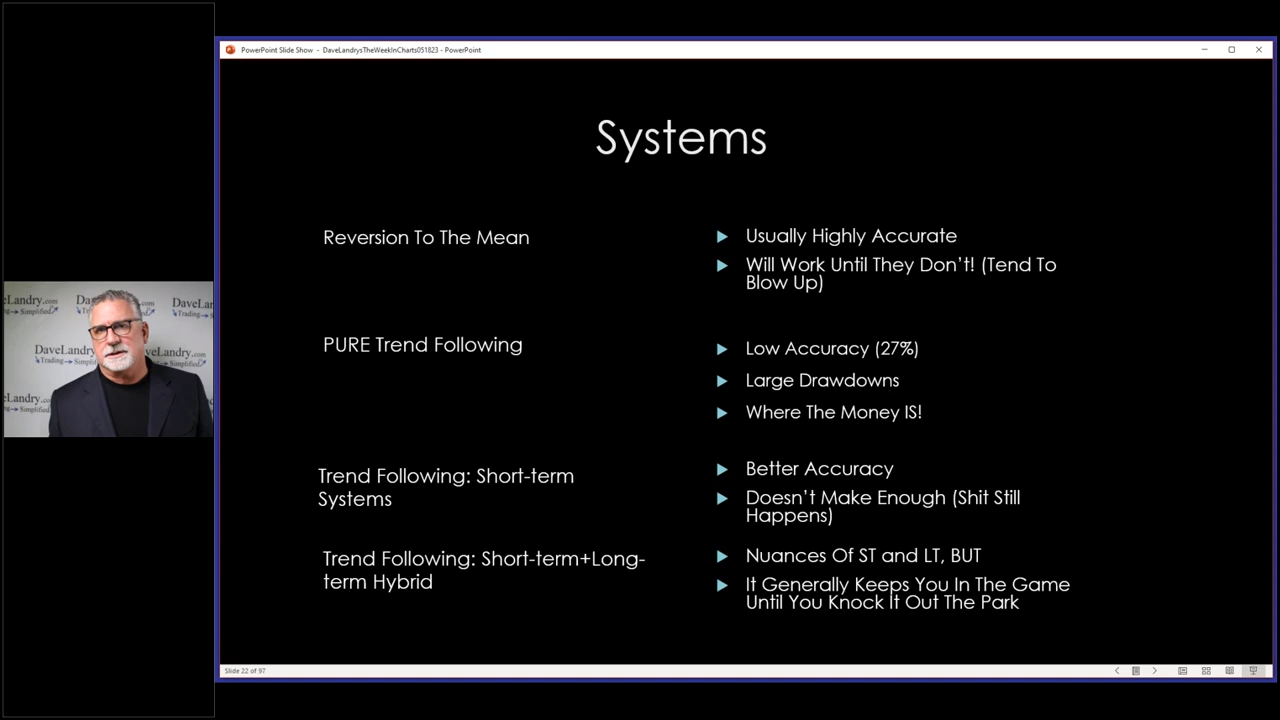 PowerPoint Slide Show - DaveLandrysTheWeekInCharts051823 - PowerPoint
Systems
Reversion To The Mean
Usually Highly Accurate
Will Work Until They Don't! (Tend To
Blow Up)
PURE Trend Following
Low Accuracy (27%)
Large Drawdowns
Where The Money IS!
Trend Following: Short-term
Systems
Better Accuracy
Doesn't Make Enough (Shit Still
Happens)
Trend Following: Short-term+Long-
term Hybrid
Nuances Of ST and LT, BUT
It Generally Keeps You In The Game
Until You Knock It Out The Park
Slide 22 of 97
DaveLandry.com
Trading Simplified